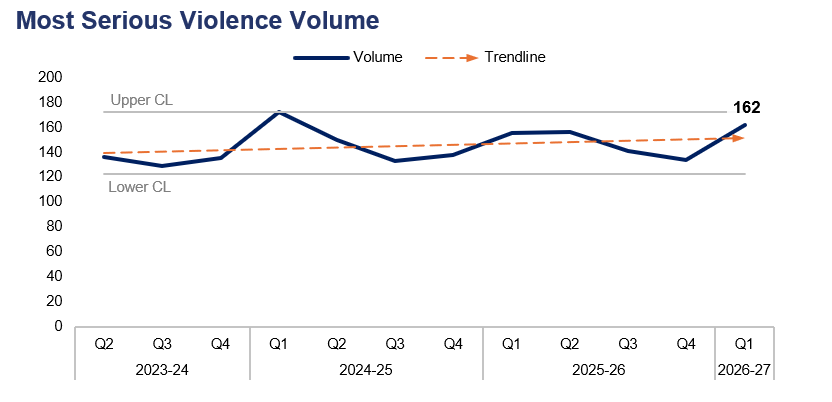 Most Serious Violence Volume
Volume Trendline
200
180
160
140
120
100
80
60
40
20
0
Upper CL
162
Lower CL
Q2 Q3 Q4 Q1 Q2 Q3 Q4 Q1 Q2 Q3 Q4 Q1
2023-24 2024-25 2025-26 2026-27